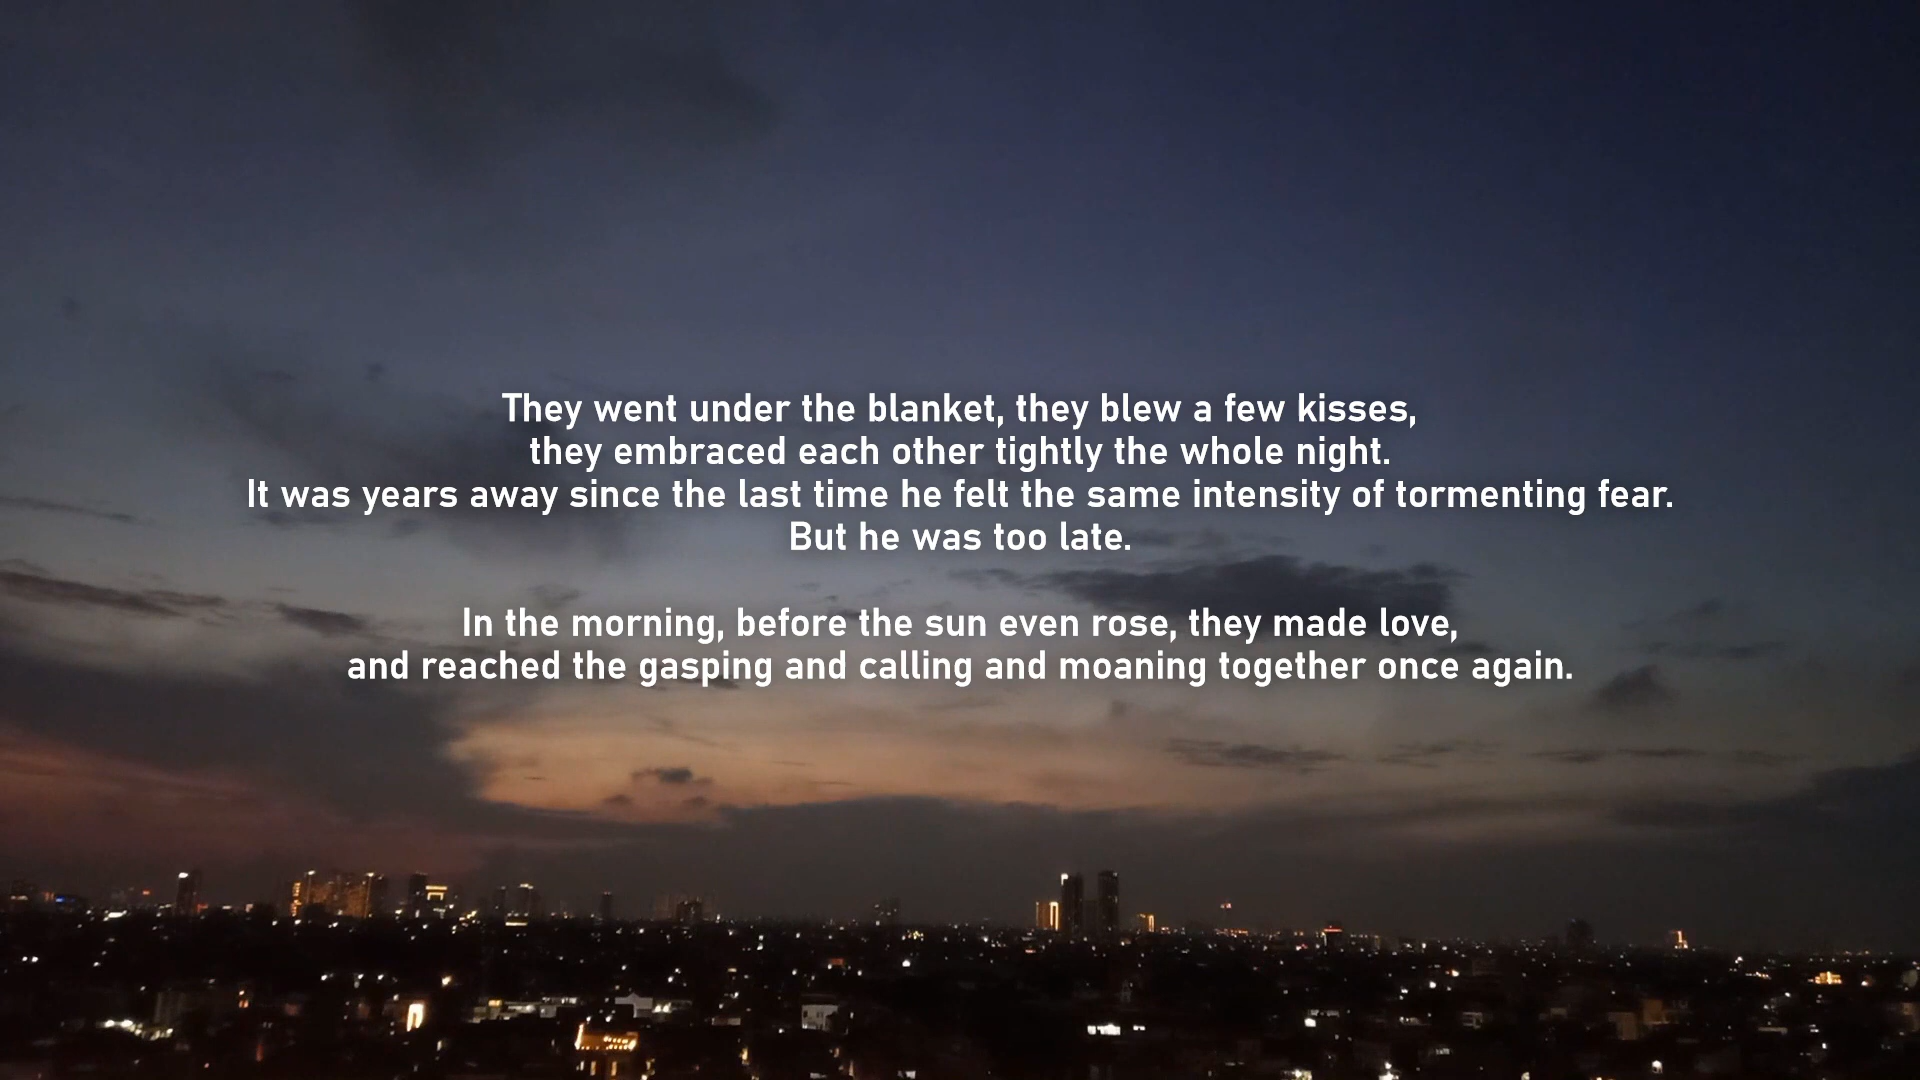 They went under the blanket, they blew a few kisses,
they embraced each other tightly the whole night.
It was years away since the last time he felt the same intensity of tormenting fear.
But he was too late.
In the morning, before the sun even rose, they made love,
and reached the gasping and calling and moaning together once again.